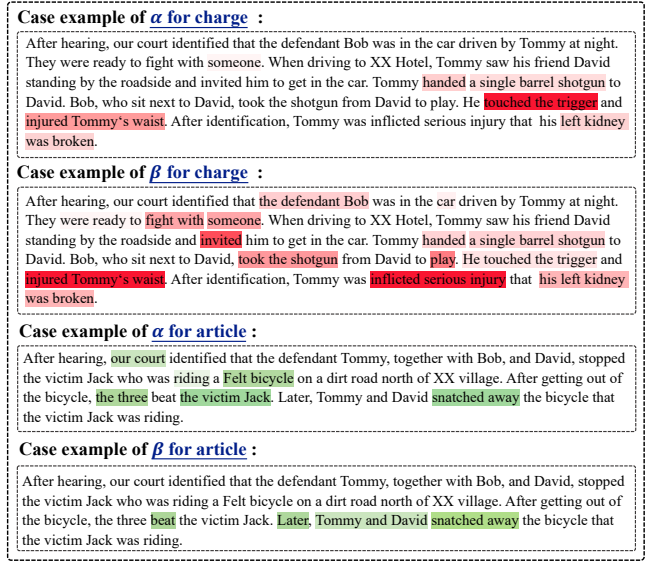 Case example of α for charge :
After hearing, our court identified that the defendant Bob was in the car driven by Tommy at night.
They were ready to fight with someone. When driving to XX Hotel, Tommy saw his friend David
standing by the roadside and invited him to get in the car. Tommy handed a single barrel shotgun to
David. Bob, who sit next to David, took the shotgun from David to play. He touched the trigger and
injured Tommy‘s waist. After identification, Tommy was inflicted serious injury that his left kidney
was broken.
Case example of β for charge :
After hearing, our court identified that the defendant Bob was in the car driven by Tommy at night.
They were ready to fight with someone. When driving to XX Hotel, Tommy saw his friend David
standing by the roadside and invited him to get in the car. Tommy handed a single barrel shotgun to
David. Bob, who sit next to David, took the shotgun from David to play. He touched the trigger and
injured Tommy‘s waist. After identification, Tommy was inflicted serious injury that his left kidney
was broken.
Case example of α for article :
After hearing, our court identified that the defendant Tommy, together with Bob, and David, stopped
the victim Jack who was riding a Felt bicycle on a dirt road north of XX village. After getting out of
the bicycle, the three beat the victim Jack. Later, Tommy and David snatched away the bicycle that
the victim Jack was riding.
Case example of β for article :
After hearing, our court identified that the defendant Tommy, together with Bob, and David, stopped
the victim Jack who was riding a Felt bicycle on a dirt road north of XX village. After getting out of
the bicycle, the three beat the victim Jack. Later, Tommy and David snatched away the bicycle that
the victim Jack was riding.